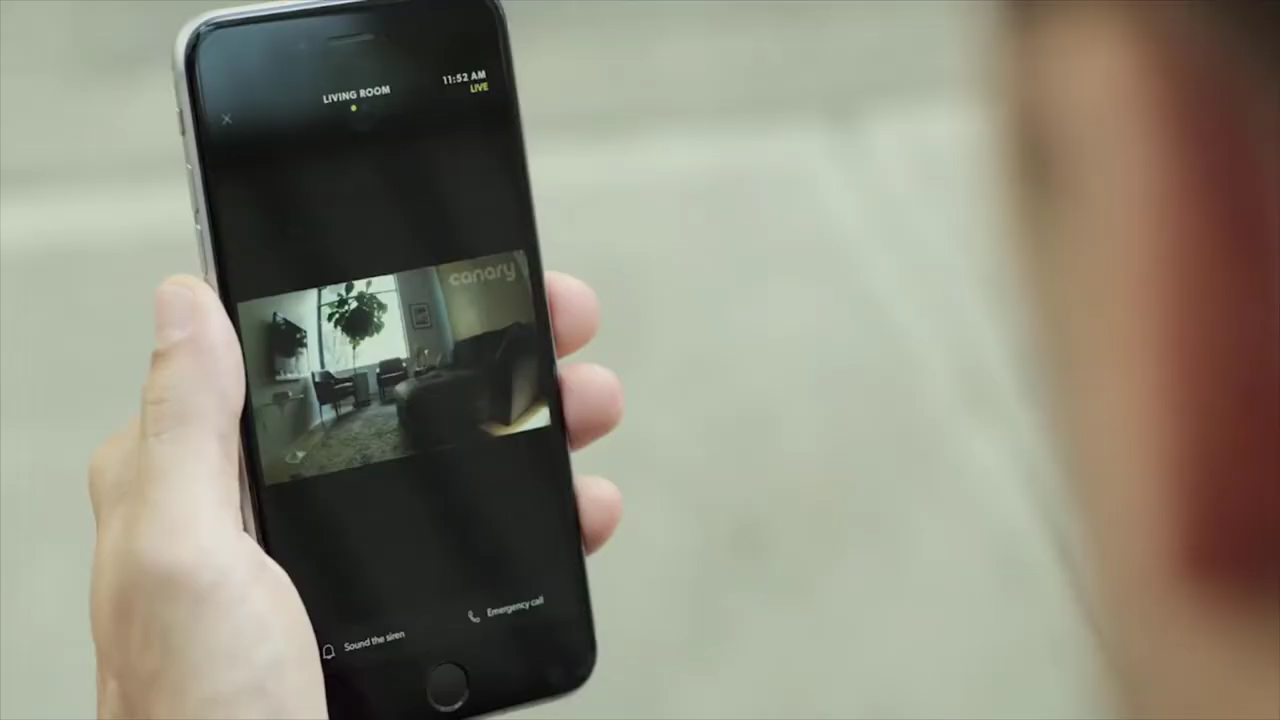 11:52 AM
LIVING ROOM
LIVE
canary
Emergency call
Sound the siren